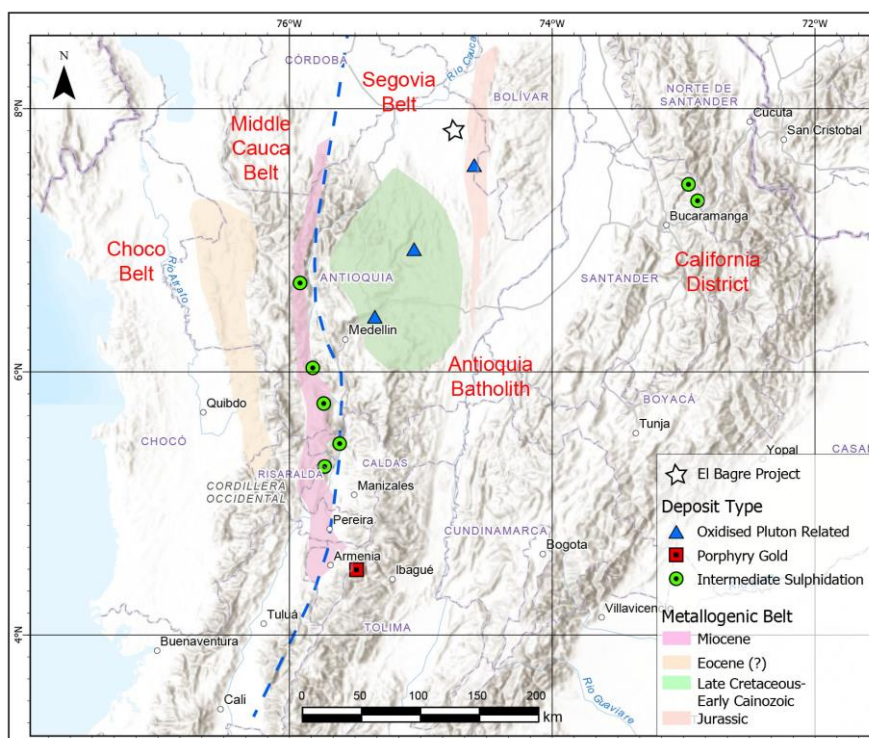 76°W
74°W
72°W
N
CÓRDOBA
Río Cauca
Segovia
Belt
BOLÍVAR
NORTE DE
SANTANDER
8°N
Cucuta
San Cristobal
Middle
Cauca
Belt
Bucaramanga
Choco
Belt
Río Atrato
ANTIOQUIA
SANTANDER
California
District
Medellin
6°N
Antioquia
Batholith
Quibdo
BOYACÁ
Tunja
CHOCÓ
Yopal
CASAN
RISARALDA
CALDAS
CORDILLERA
OCCIDENTAL
Manizales
Pereira
CUNDINAMARCA
Armenia
Bogota
Ibagué
Villavicencio
Tuluá
TOLIMA
4°N
Buenaventura
Cali
Río Guaviare
0 50 100 150 200
km
El Bagre Project
Deposit Type
Oxidised Pluton Related
Porphyry Gold
Intermediate Sulphidation
Metallogenic Belt
Miocene
Eocene (?)
Late Cretaceous-
Early Cainozoic
Jurassic